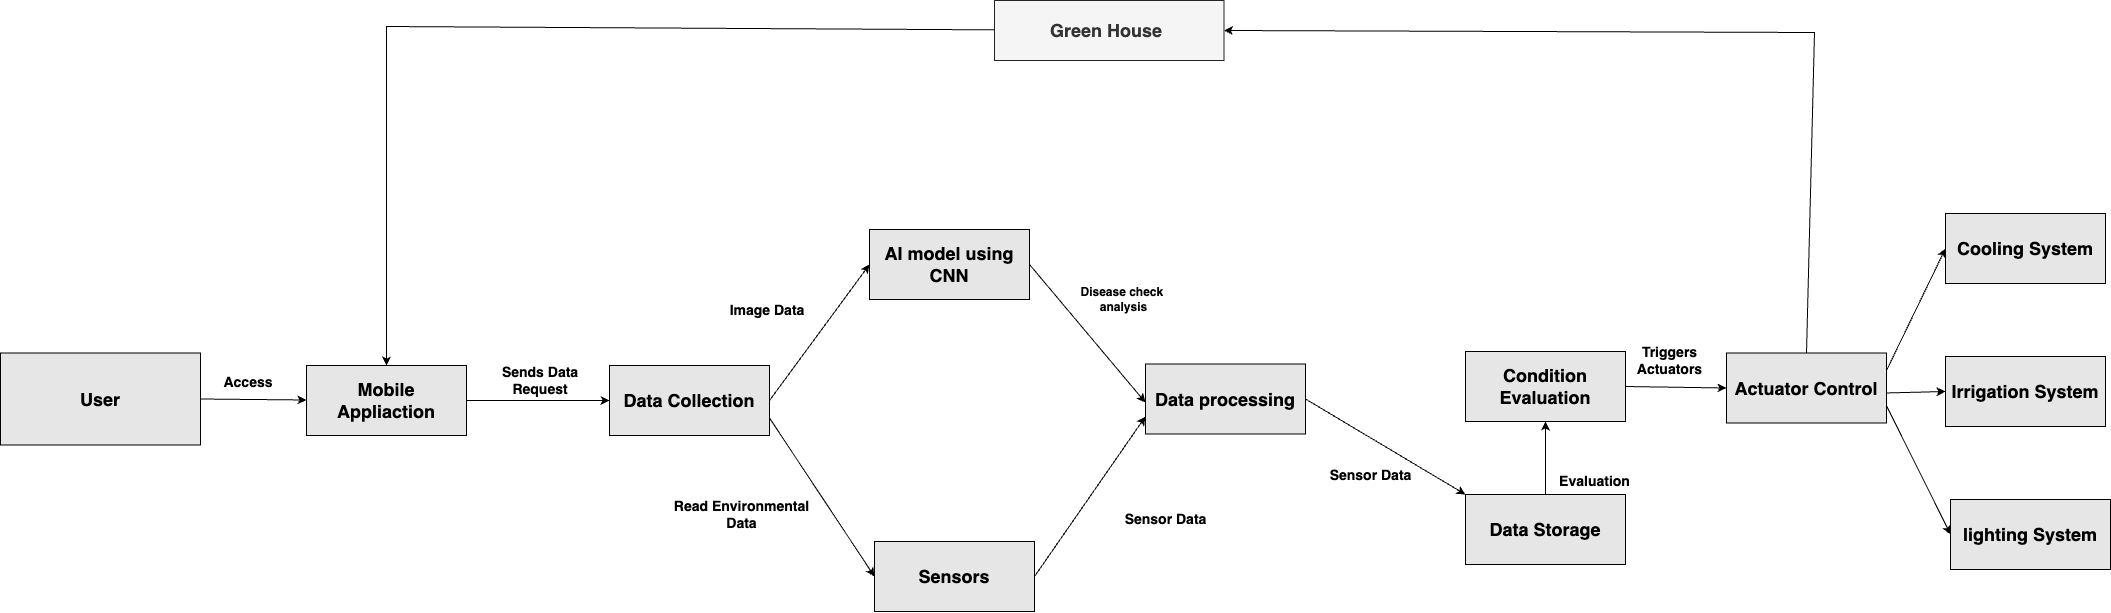 Green House
User
Access
Mobile
Appliaction
Sends Data
Request
Data Collection
Image Data
Read Environmental
Data
AI model using
CNN
Sensors
Disease check
analysis
Sensor Data
Data processing
Sensor Data
Data Storage
Evaluation
Condition
Evaluation
Triggers
Actuators
Actuator Control
Cooling System
Irrigation System
lighting System